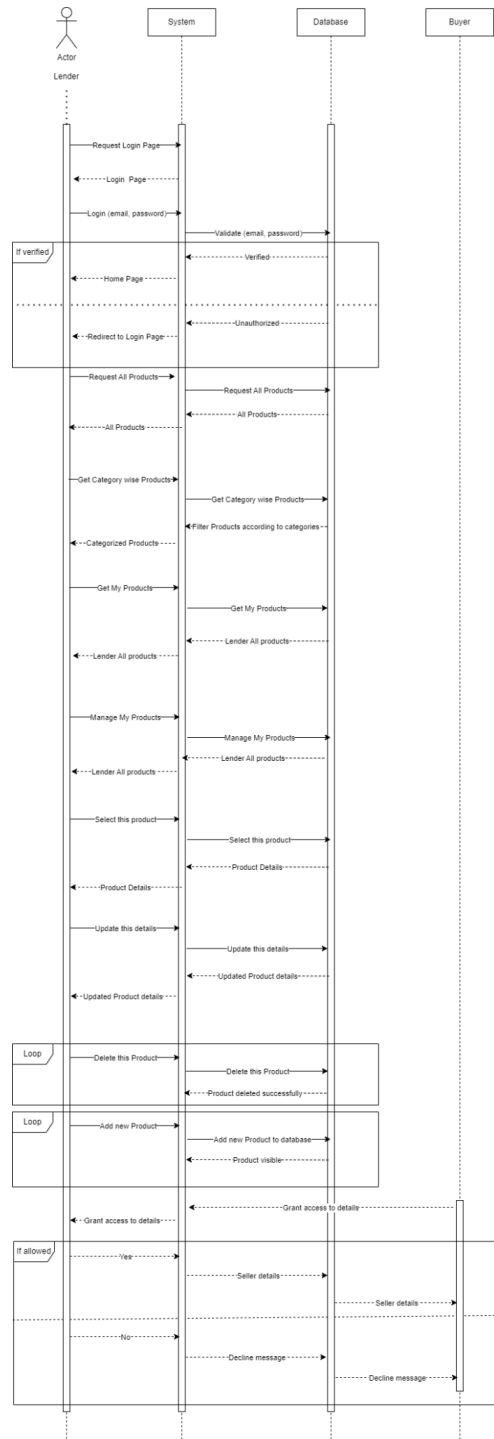 System
Database
Buyer
Actor
Lender
Request Login Page
Login Page
Login (email, password)
Validate (email, password)
If verified
Verified
Home Page
Unauthorized
Redirect to Login Page
Request All Products
Request All Products
All Products
All Products
Get Category wise Products
Get Category wise Products
Filter Products according to categories
Categorized Products
Get My Products
Get My Products
Lender All products
Lender All products
Manage My Products
Manage My Products
Lender All products
Lender All products
Select this product
Select this product
Product Details
Product Details
Update this details
Update this details
Updated Product details
Updated Product details
Loop
Delete this Product
Delete this Product
Product deleted successfully
Loop
Add new Product
Add new Product to database
Product visible
Grant access to details
Grant access to details
If allowed
Yes
Seller details
Seller details
No
Decline message
Decline message